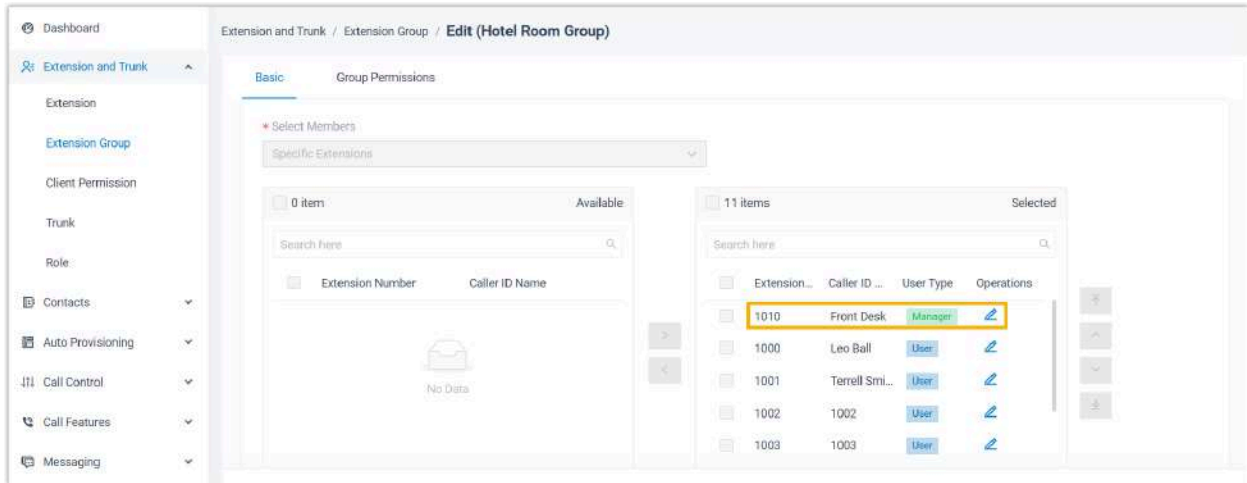 Dashboard
Extension and Trunk
Extension
Extension Group
Client Permission
Trunk
Role
Contacts
Auto Provisioning
Call Control
Call Features
Messaging
Extension and Trunk / Extension Group / Edit (Hotel Room Group)
Basic Group Permissions
* Select Members
Specific Extensions
0 item Available
Search here
Extension Number Caller ID Name
No Data
11 items Selected
Search here
Extension... Caller ID ... User Type Operations
1010 Front Desk Manager
1000 Leo Ball User
1001 Terrell Smi... User
1002 1002 User
1003 1003 User